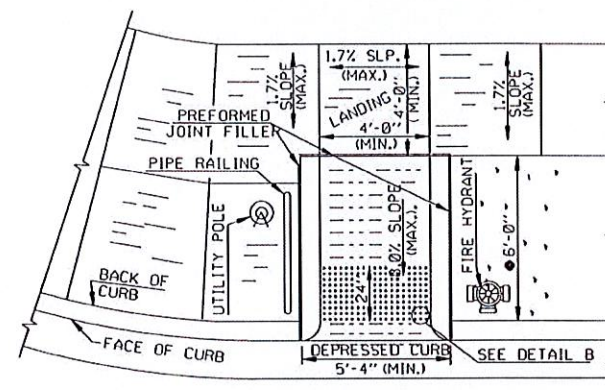 1.7% SLP.
(MAX.)
1.7%
SLOPE
(MAX.)
LANDING
4'-0"
(MIN.)
4'-0"
(MIN.)
1.7%
SLOPE
(MAX.)
PREFORMED
JOINT FILLER
PIPE RAILING
UTILITY POLE
8.0% SLOPE
(MAX.)
24"
FIRE HYDRANT
6'-0"
BACK OF
CURB
FACE OF CURB
DEPRESSED CURB
5'-4" (MIN.)
SEE DETAIL B